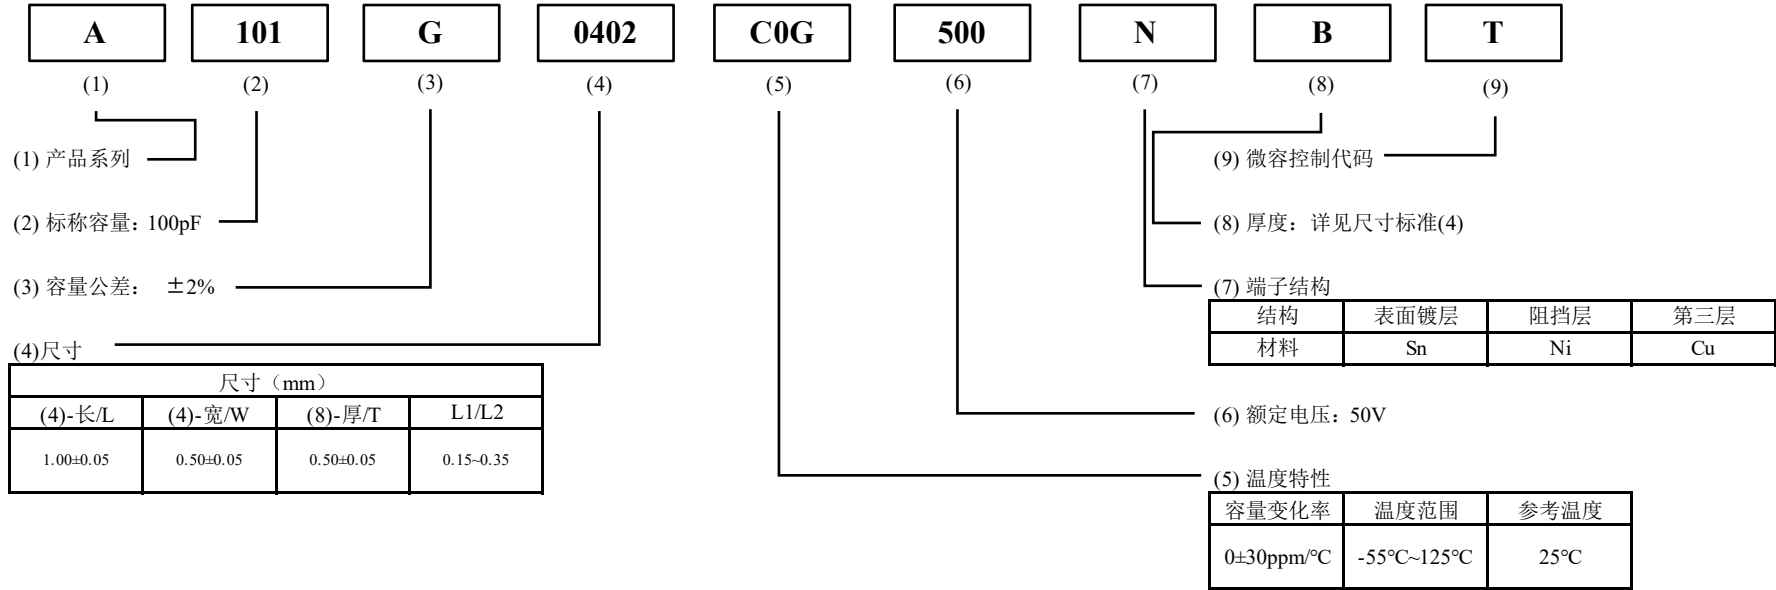 A 101 G 0402 C0G 500 N B T
(1) (2) (3) (4) (5) (6) (7) (8) (9)
(1) 产品系列
(9) 微容控制代码
(2) 标称容量：100pF
(8) 厚度：详见尺寸标准(4)
(3) 容量公差： ±2%
(7) 端子结构
结构 表面镀层 阻挡层 第三层
材料 Sn Ni Cu
(4)尺寸
尺寸（mm）
(4)-长/L (4)-宽/W (8)-厚/T L1/L2
1.00±0.05 0.50±0.05 0.50±0.05 0.15~0.35
(6) 额定电压：50V
(5) 温度特性
容量变化率 温度范围 参考温度
0±30ppm/℃ -55℃~125℃ 25℃